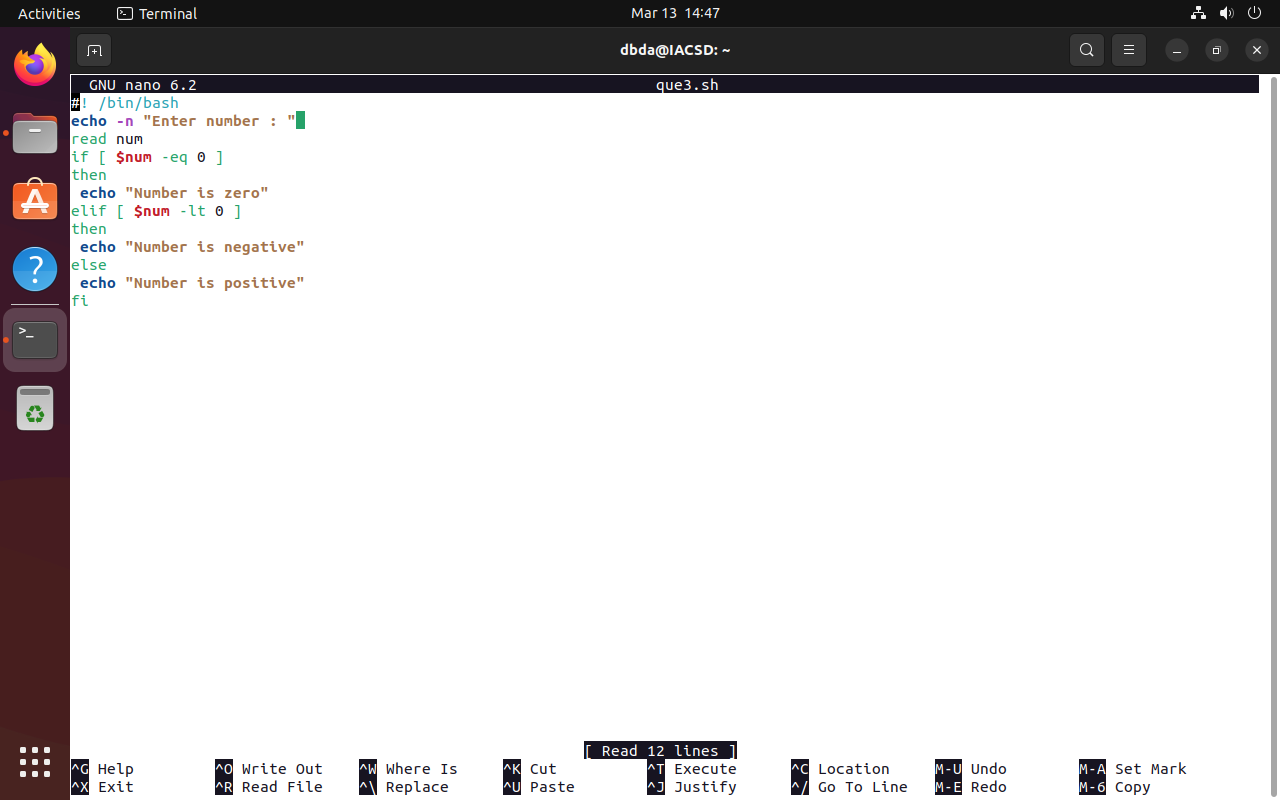 Activities Terminal Mar 13 14:47
dbda@IACSD: ~
GNU nano 6.2 que3.sh
#! /bin/bash
echo -n "Enter number : "
read num
if [ $num -eq 0 ]
then
 echo "Number is zero"
elif [ $num -lt 0 ]
then
 echo "Number is negative"
else
 echo "Number is positive"
fi
[ Read 12 lines ]
^G Help ^O Write Out ^W Where Is ^K Cut ^T Execute ^C Location M-U Undo M-A Set Mark
^X Exit ^R Read File ^\ Replace ^U Paste ^J Justify ^/ Go To Line M-E Redo M-6 Copy